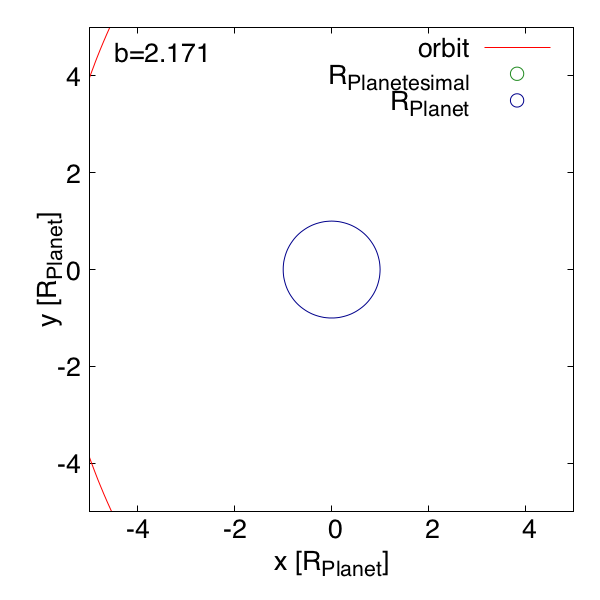 b=2.171
orbit
R_Planetesimal
R_Planet
4
2
0
-2
-4
y [R_Planet]
-4 -2 0 2 4
x [R_Planet]